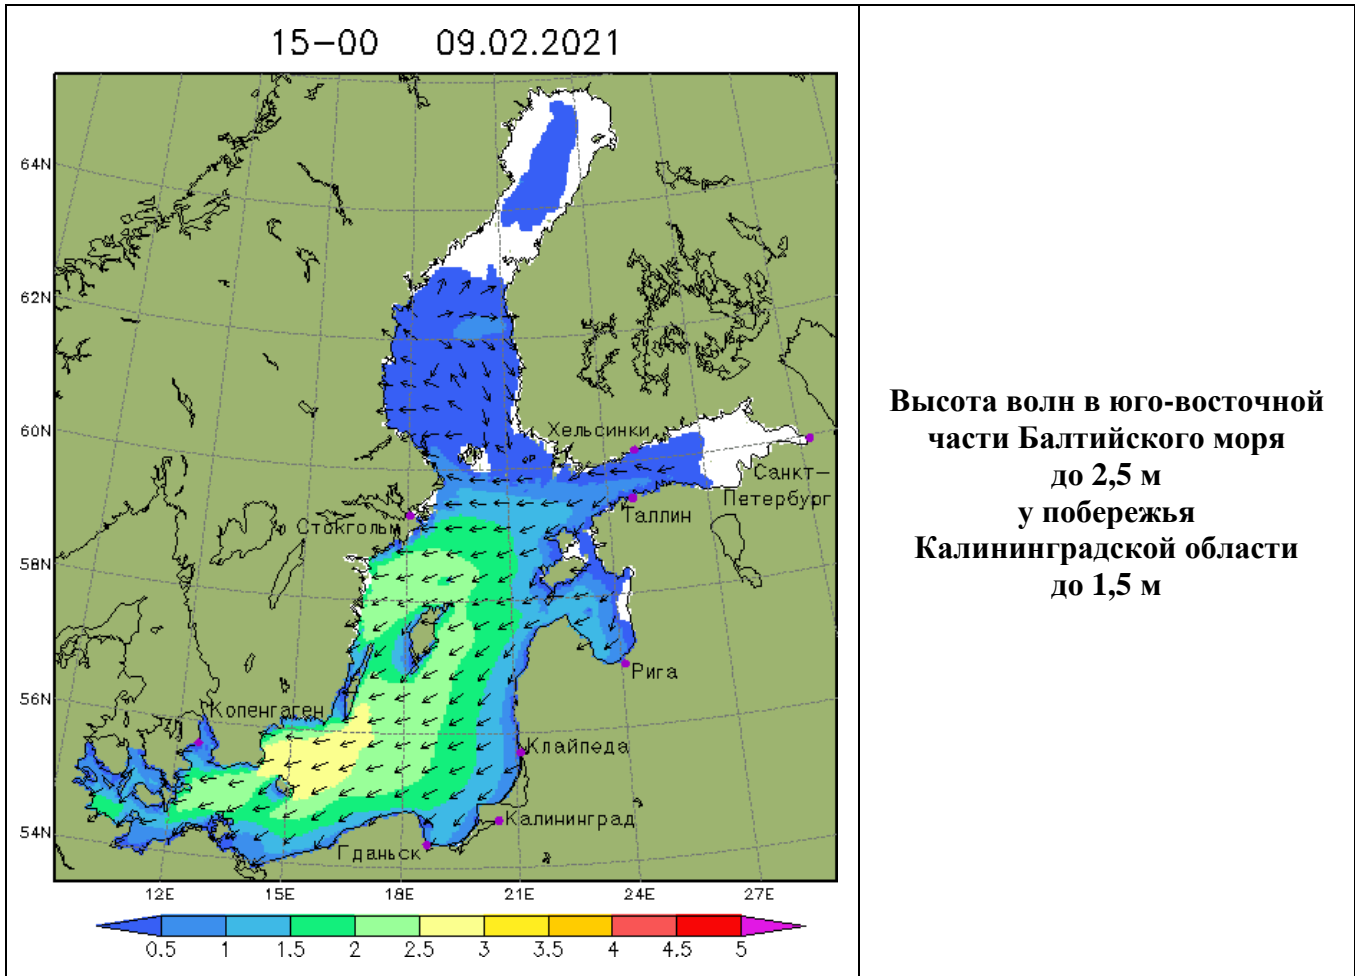 15-00 09.02.2021
64N
62N
60N
58N
56N
54N
Хельсинки
Санкт-
Петербург
Таллин
Стокгольм
Рига
Копенгаген
Клайпеда
Калининград
Гданьск
12E 15E 18E 21E 24E 27E
0.5 1 1.5 2 2.5 3 3.5 4 4.5 5
Высота волн в юго-восточной
части Балтийского моря
до 2,5 м
у побережья
Калининградской области
до 1,5 м